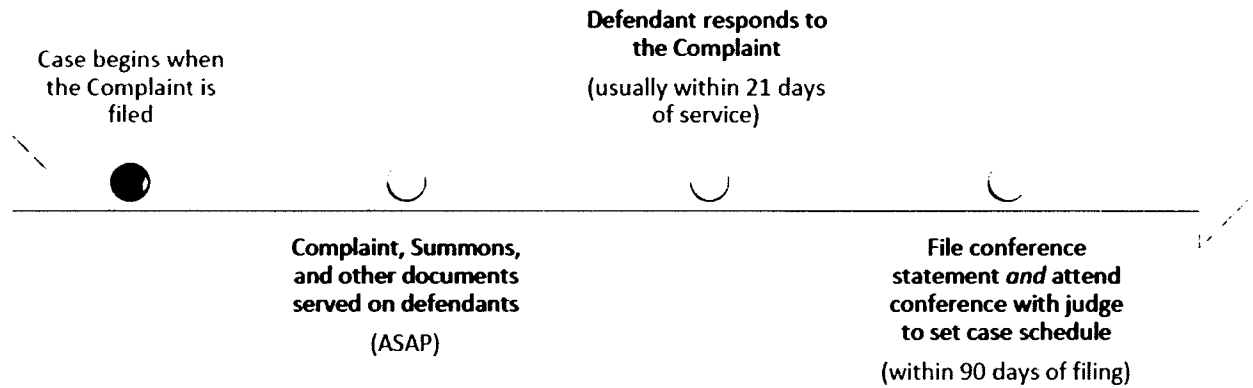 Case begins when
the Complaint is
filed
Complaint, Summons,
and other documents
served on defendants
(ASAP)
Defendant responds to
the Complaint
(usually within 21 days
of service)
File conference
statement and attend
conference with judge
to set case schedule
(within 90 days of filing)